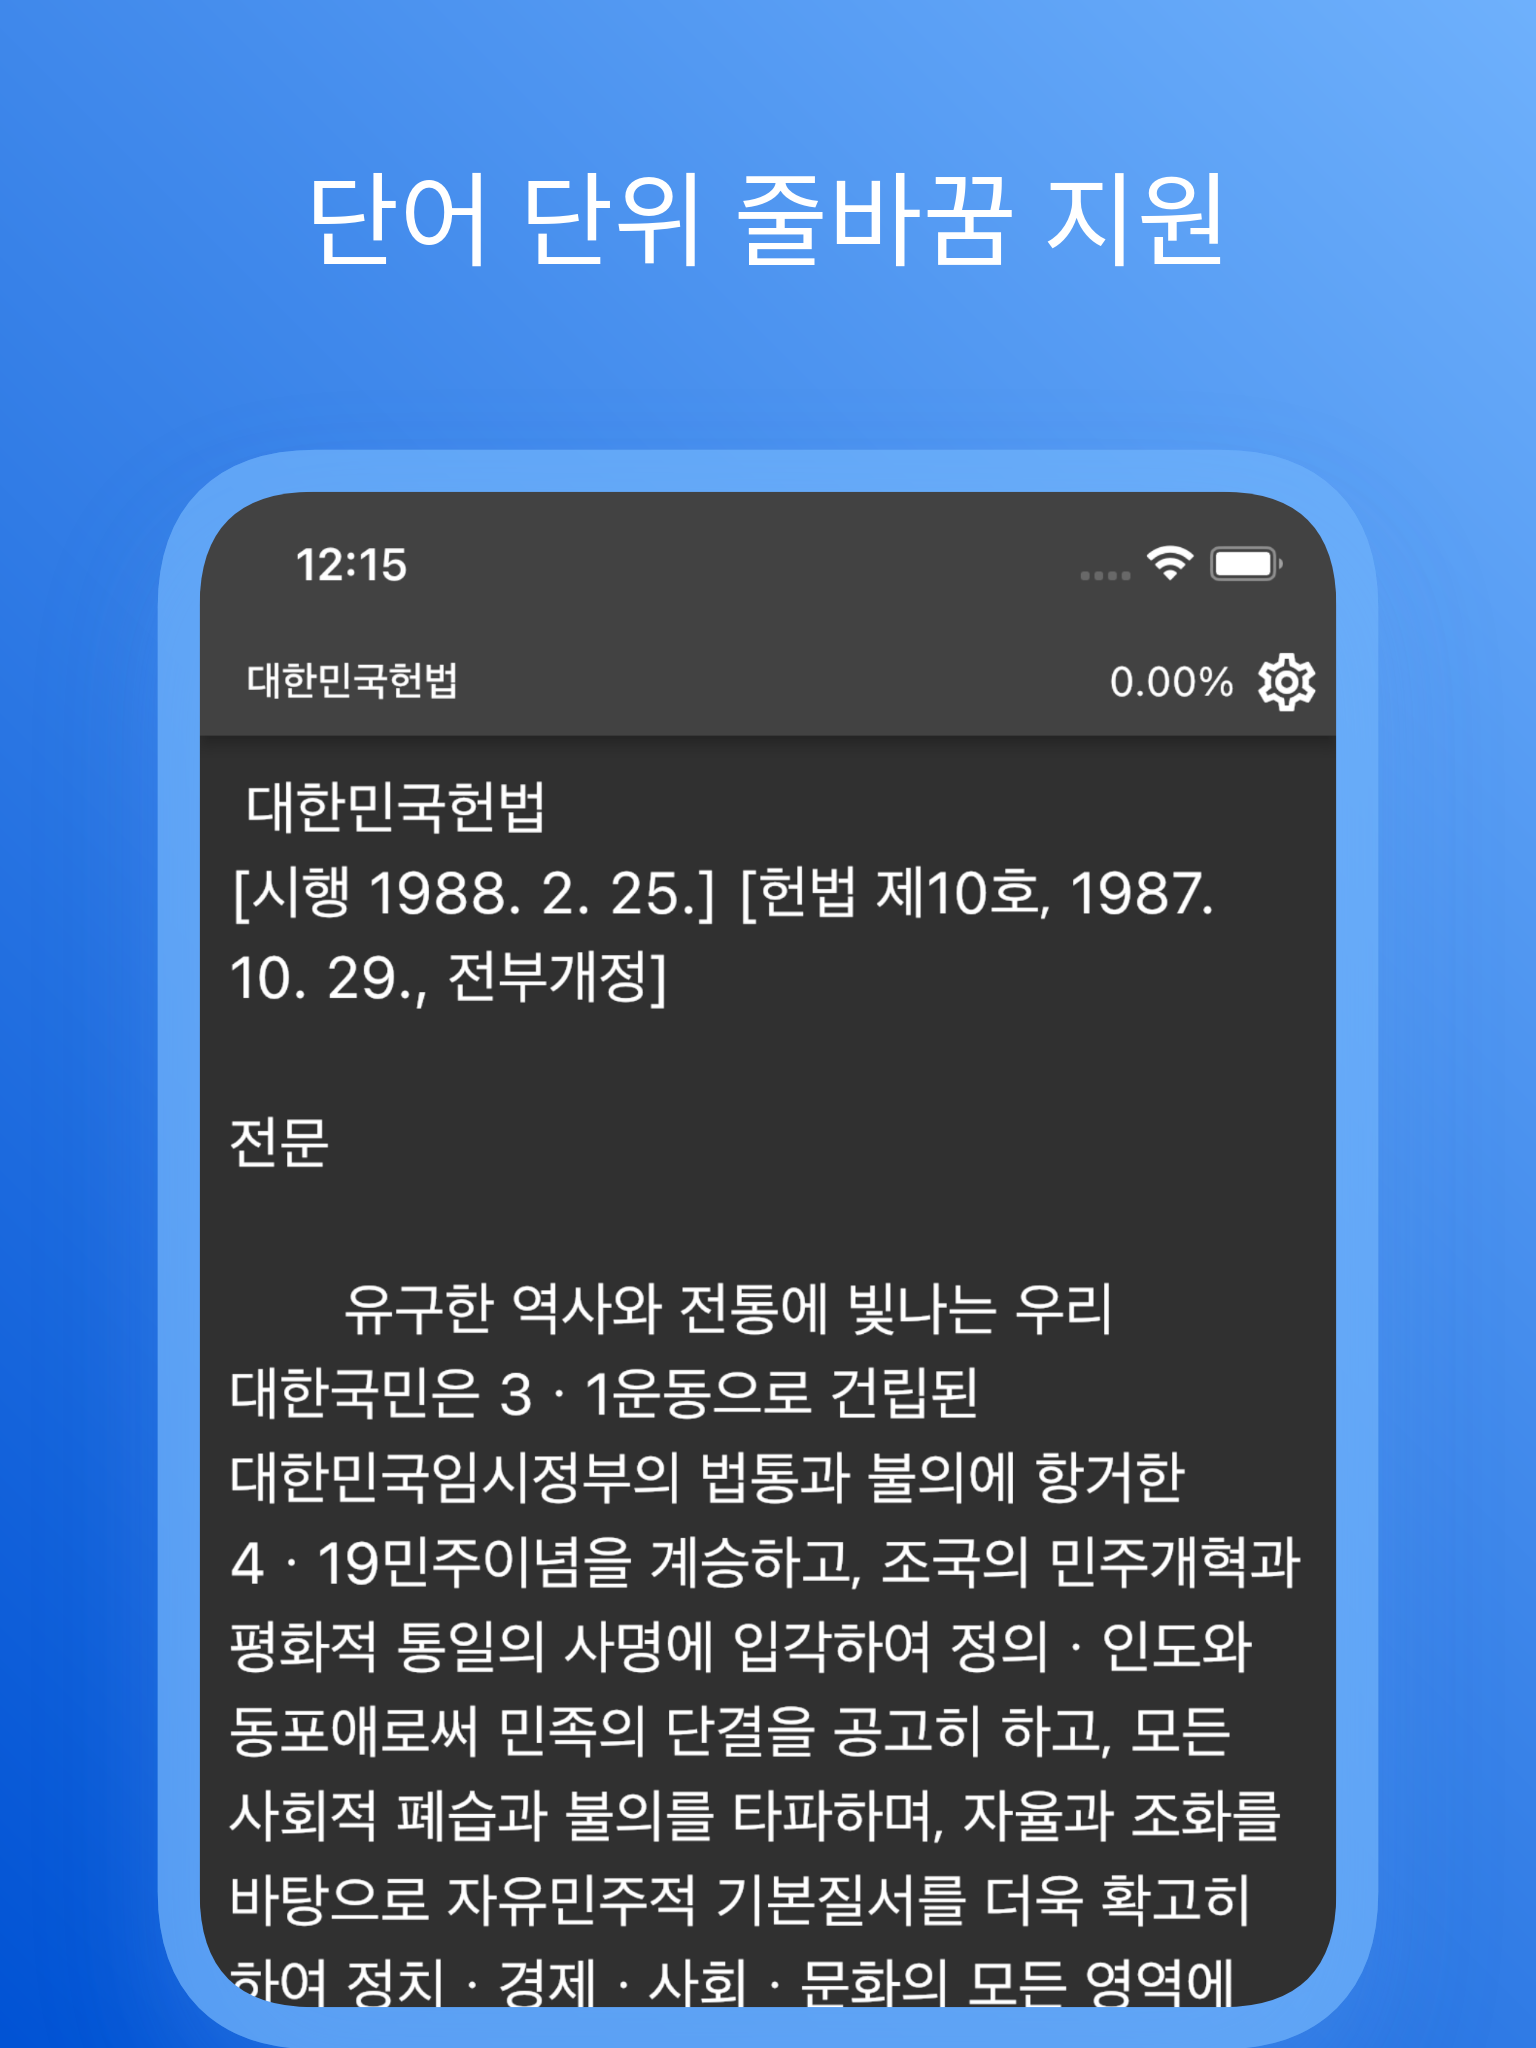 단어 단위 줄바꿈 지원
12:15
대한민국헌법 0.00%
대한민국헌법
[시행 1988. 2. 25.] [헌법 제10호, 1987.
10. 29., 전부개정]
전문
유구한 역사와 전통에 빛나는 우리
대한국민은 3ㆍ1운동으로 건립된
대한민국임시정부의 법통과 불의에 항거한
4ㆍ19민주이념을 계승하고, 조국의 민주개혁과
평화적 통일의 사명에 입각하여 정의ㆍ인도와
동포애로써 민족의 단결을 공고히 하고, 모든
사회적 폐습과 불의를 타파하며, 자율과 조화를
바탕으로 자유민주적 기본질서를 더욱 확고히
하여 정치ㆍ경제ㆍ사회ㆍ문화의 모든 영역에